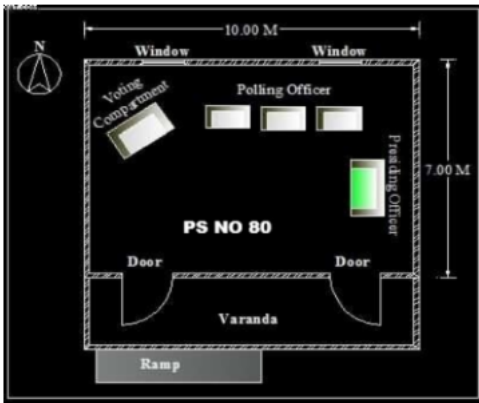 10.00 M
N
Window
Window
Voting
Compartment
Polling Officer
Presiding Officer
7.00 M
PS NO 80
Door
Door
Varanda
Ramp